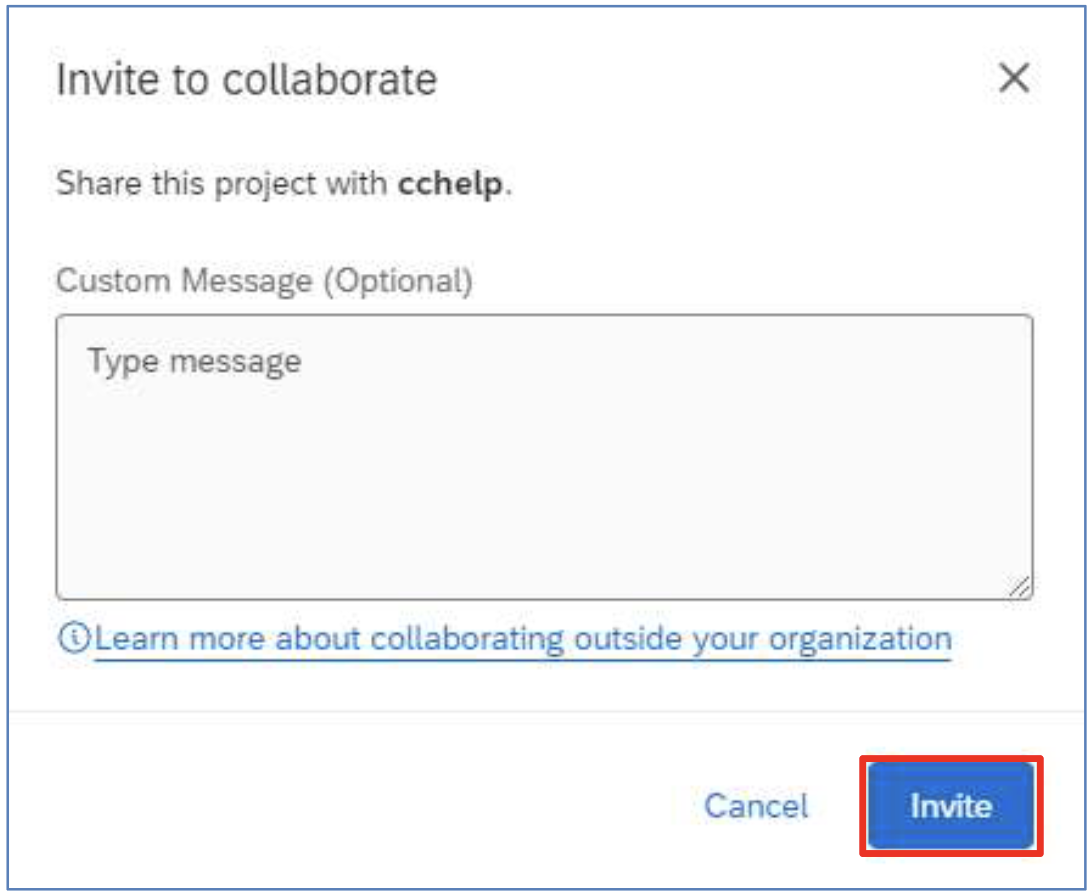 Invite to collaborate
Share this project with cchelp.
Custom Message (Optional)
Type message
Learn more about collaborating outside your organization
Cancel
Invite